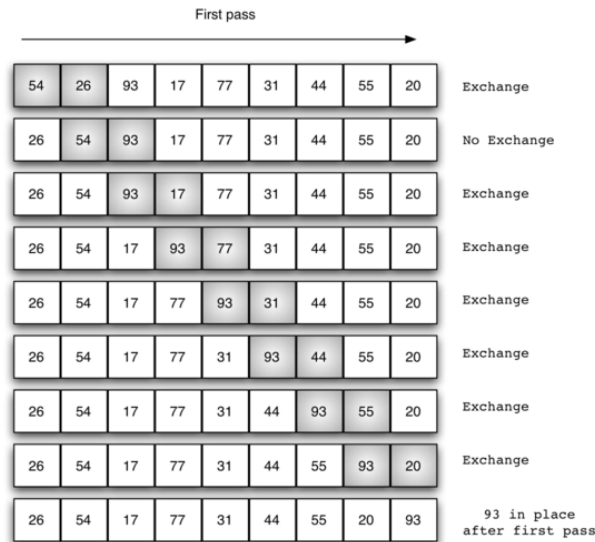 First pass
54 26 93 17 77 31 44 55 20 Exchange
26 54 93 17 77 31 44 55 20 No Exchange
26 54 93 17 77 31 44 55 20 Exchange
26 54 17 93 77 31 44 55 20 Exchange
26 54 17 77 93 31 44 55 20 Exchange
26 54 17 77 31 93 44 55 20 Exchange
26 54 17 77 31 44 93 55 20 Exchange
26 54 17 77 31 44 55 93 20 Exchange
26 54 17 77 31 44 55 20 93 93 in place
after first pass